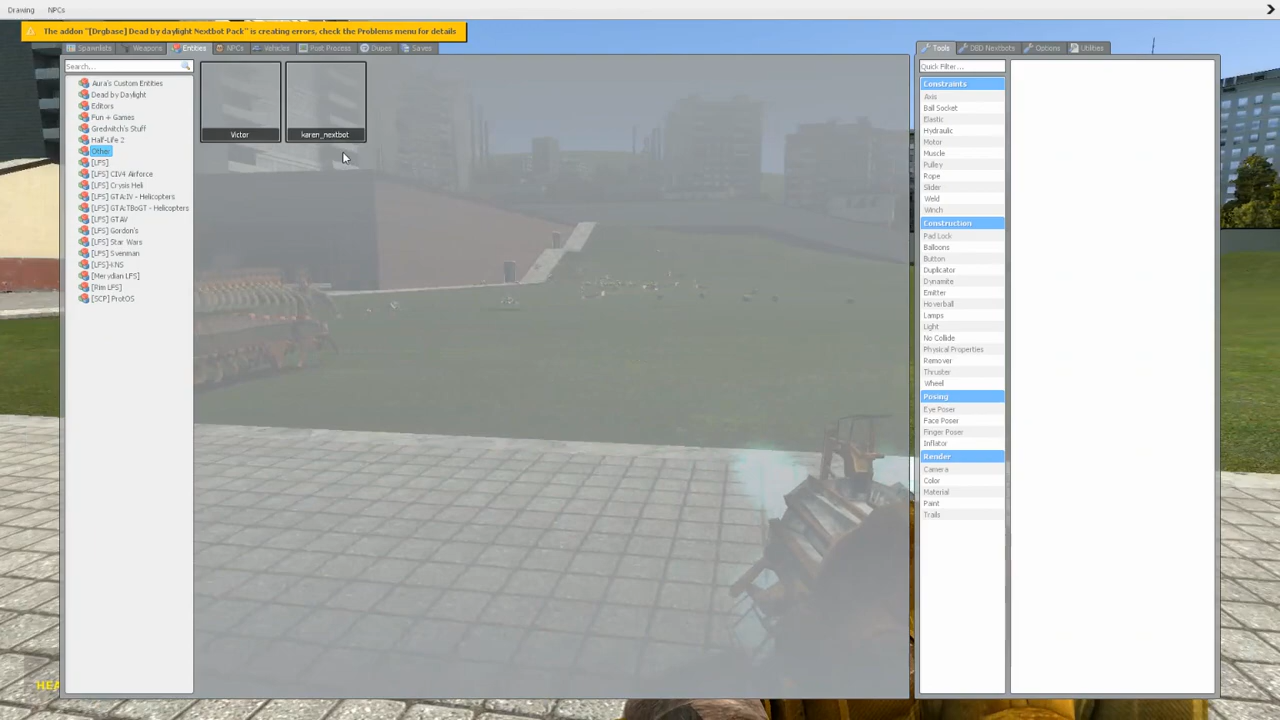 Drawing NPCs
The addon "[Drgbase] Dead by daylight Nextbot Pack" is creating errors, check the Problems menu for details
Spawnlists Weapons Entities NPCs Vehicles Post Process Dupes Saves
Search...
Aura's Custom Entities
Dead by Daylight
Editors
Fun + Games
Gredwitch's Stuff
Half-Life 2
Other
[LFS]
[LFS] CIV4 Airforce
[LFS] Crysis Heli
[LFS] GTA:IV - Helicopters
[LFS] GTA:TBoGT - Helicopters
[LFS] GTAV
[LFS] Gordon's
[LFS] Star Wars
[LFS] Svenman
[LFS]-I:NS
[Merydian LFS]
[Rim LFS]
[SCP] ProtOS
Victor karen_nextbot
HEA
Tools DBD Nextbots Options Utilities
Quick Filter...
Constraints
Axis
Ball Socket
Elastic
Hydraulic
Motor
Muscle
Pulley
Rope
Slider
Weld
Winch
Construction
Pad Lock
Balloons
Button
Duplicator
Dynamite
Emitter
Hoverball
Lamps
Light
No Collide
Physical Properties
Remover
Thruster
Wheel
Posing
Eye Poser
Face Poser
Finger Poser
Inflator
Render
Camera
Color
Material
Paint
Trails